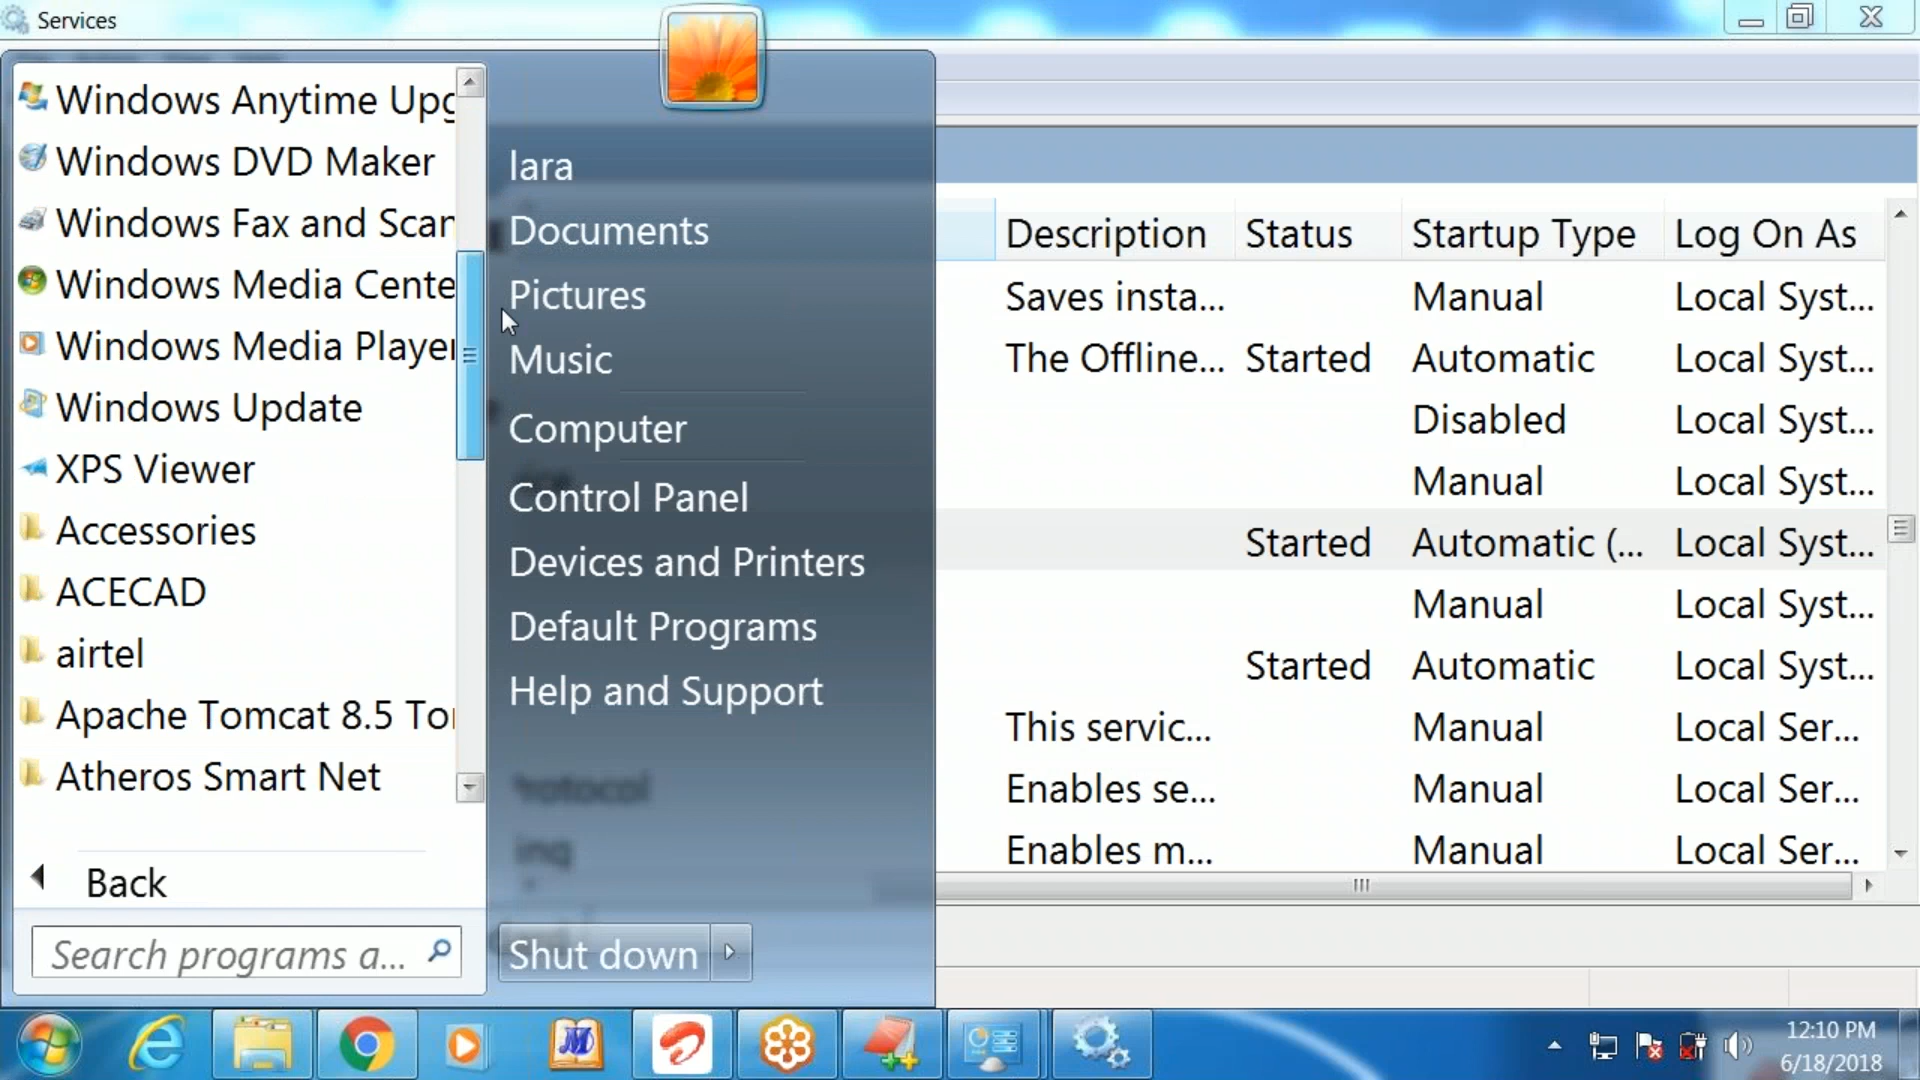 Services
Windows Anytime Upg
Windows DVD Maker
Windows Fax and Scan
Windows Media Cente
Windows Media Player
Windows Update
XPS Viewer
Accessories
ACECAD
airtel
Apache Tomcat 8.5 To
Atheros Smart Net
Back
Search programs a...
lara
Documents
Pictures
Music
Computer
Control Panel
Devices and Printers
Default Programs
Help and Support
Shut down
Description Status Startup Type Log On As
Saves insta... Manual Local Syst...
The Offline... Started Automatic Local Syst...
Disabled Local Syst...
Manual Local Syst...
Started Automatic (... Local Syst...
Manual Local Syst...
Started Automatic Local Syst...
This servic... Manual Local Ser...
Enables se... Manual Local Ser...
Enables m... Manual Local Ser...
12:10 PM
6/18/2018